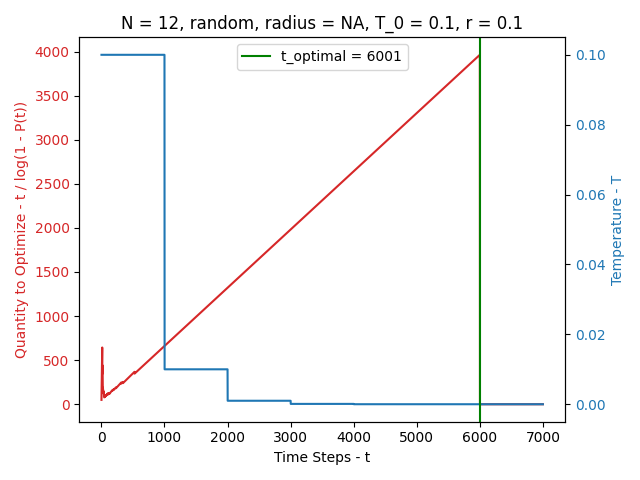 N = 12, random, radius = NA, T_0 = 0.1, r = 0.1
t_optimal = 6001
Quantity to Optimize - t / log(1 - P(t))
4000
3500
3000
2500
2000
1500
1000
500
0
0.10
0.08
0.06
0.04
0.02
0.00
Temperature - T
0 1000 2000 3000 4000 5000 6000 7000
Time Steps - t